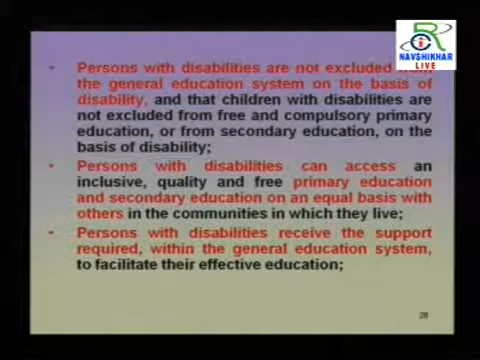 NAVSHIKHAR
LIVE
• Persons with disabilities are not excluded from
the general education system on the basis of
disability, and that children with disabilities are
not excluded from free and compulsory primary
education, or from secondary education, on the
basis of disability;
• Persons with disabilities can access an
inclusive, quality and free primary education
and secondary education on an equal basis with
others in the communities in which they live;
• Persons with disabilities receive the support
required, within the general education system,
to facilitate their effective education;
28